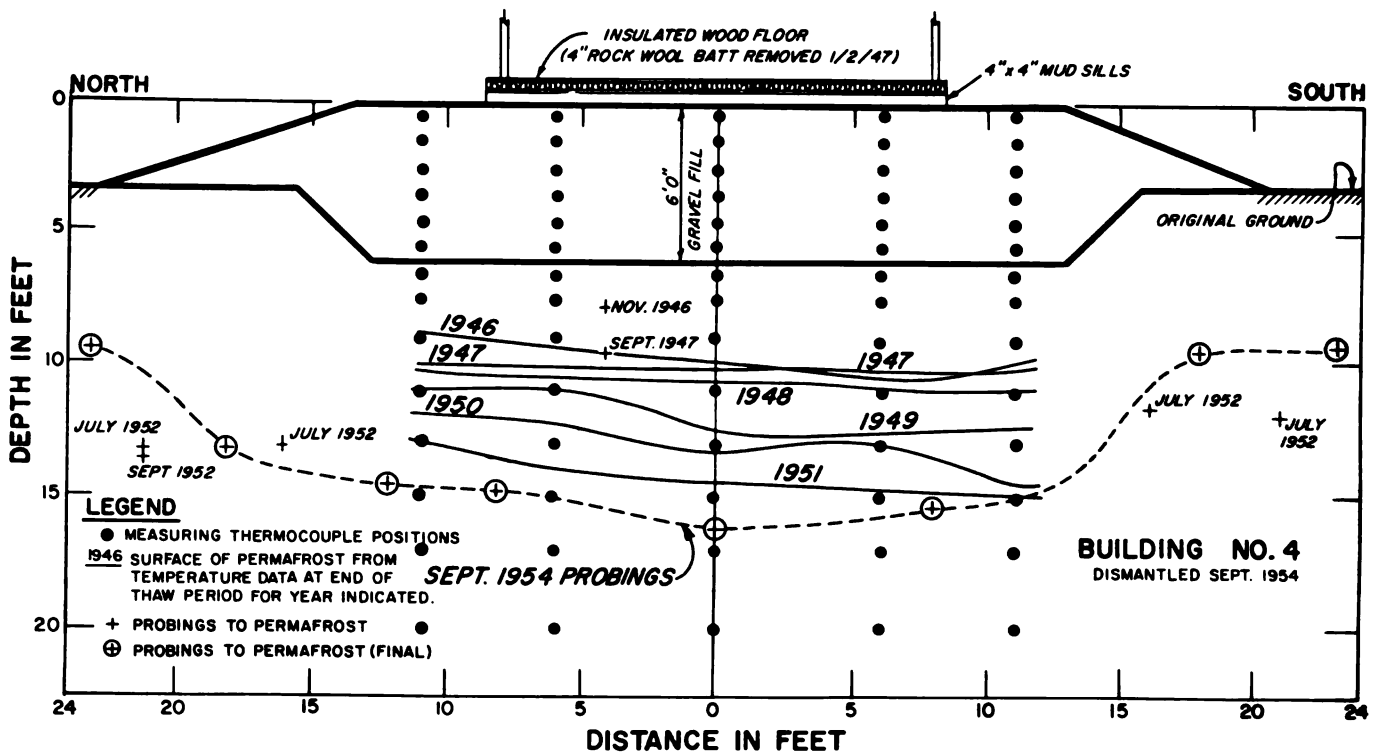 INSULATED WOOD FLOOR
(4" ROCK WOOL BATT REMOVED 1/2/47)
4"x 4" MUD SILLS
NORTH
SOUTH
0
5
10
15
20
DEPTH IN FEET
6'0"
GRAVEL FILL
ORIGINAL GROUND
NOV. 1946
SEPT. 1947
1946
1947
1947
1948
1950
1949
1951
JULY 1952
SEPT 1952
JULY 1952
JULY 1952
JULY
1952
LEGEND
MEASURING THERMOCOUPLE POSITIONS
1946 SURFACE OF PERMAFROST FROM
TEMPERATURE DATA AT END OF
THAW PERIOD FOR YEAR INDICATED.
+ PROBINGS TO PERMAFROST
⊕ PROBINGS TO PERMAFROST (FINAL)
SEPT. 1954 PROBINGS
BUILDING NO. 4
DISMANTLED SEPT. 1954
24 20 15 10 5 0 5 10 15 20 24
DISTANCE IN FEET